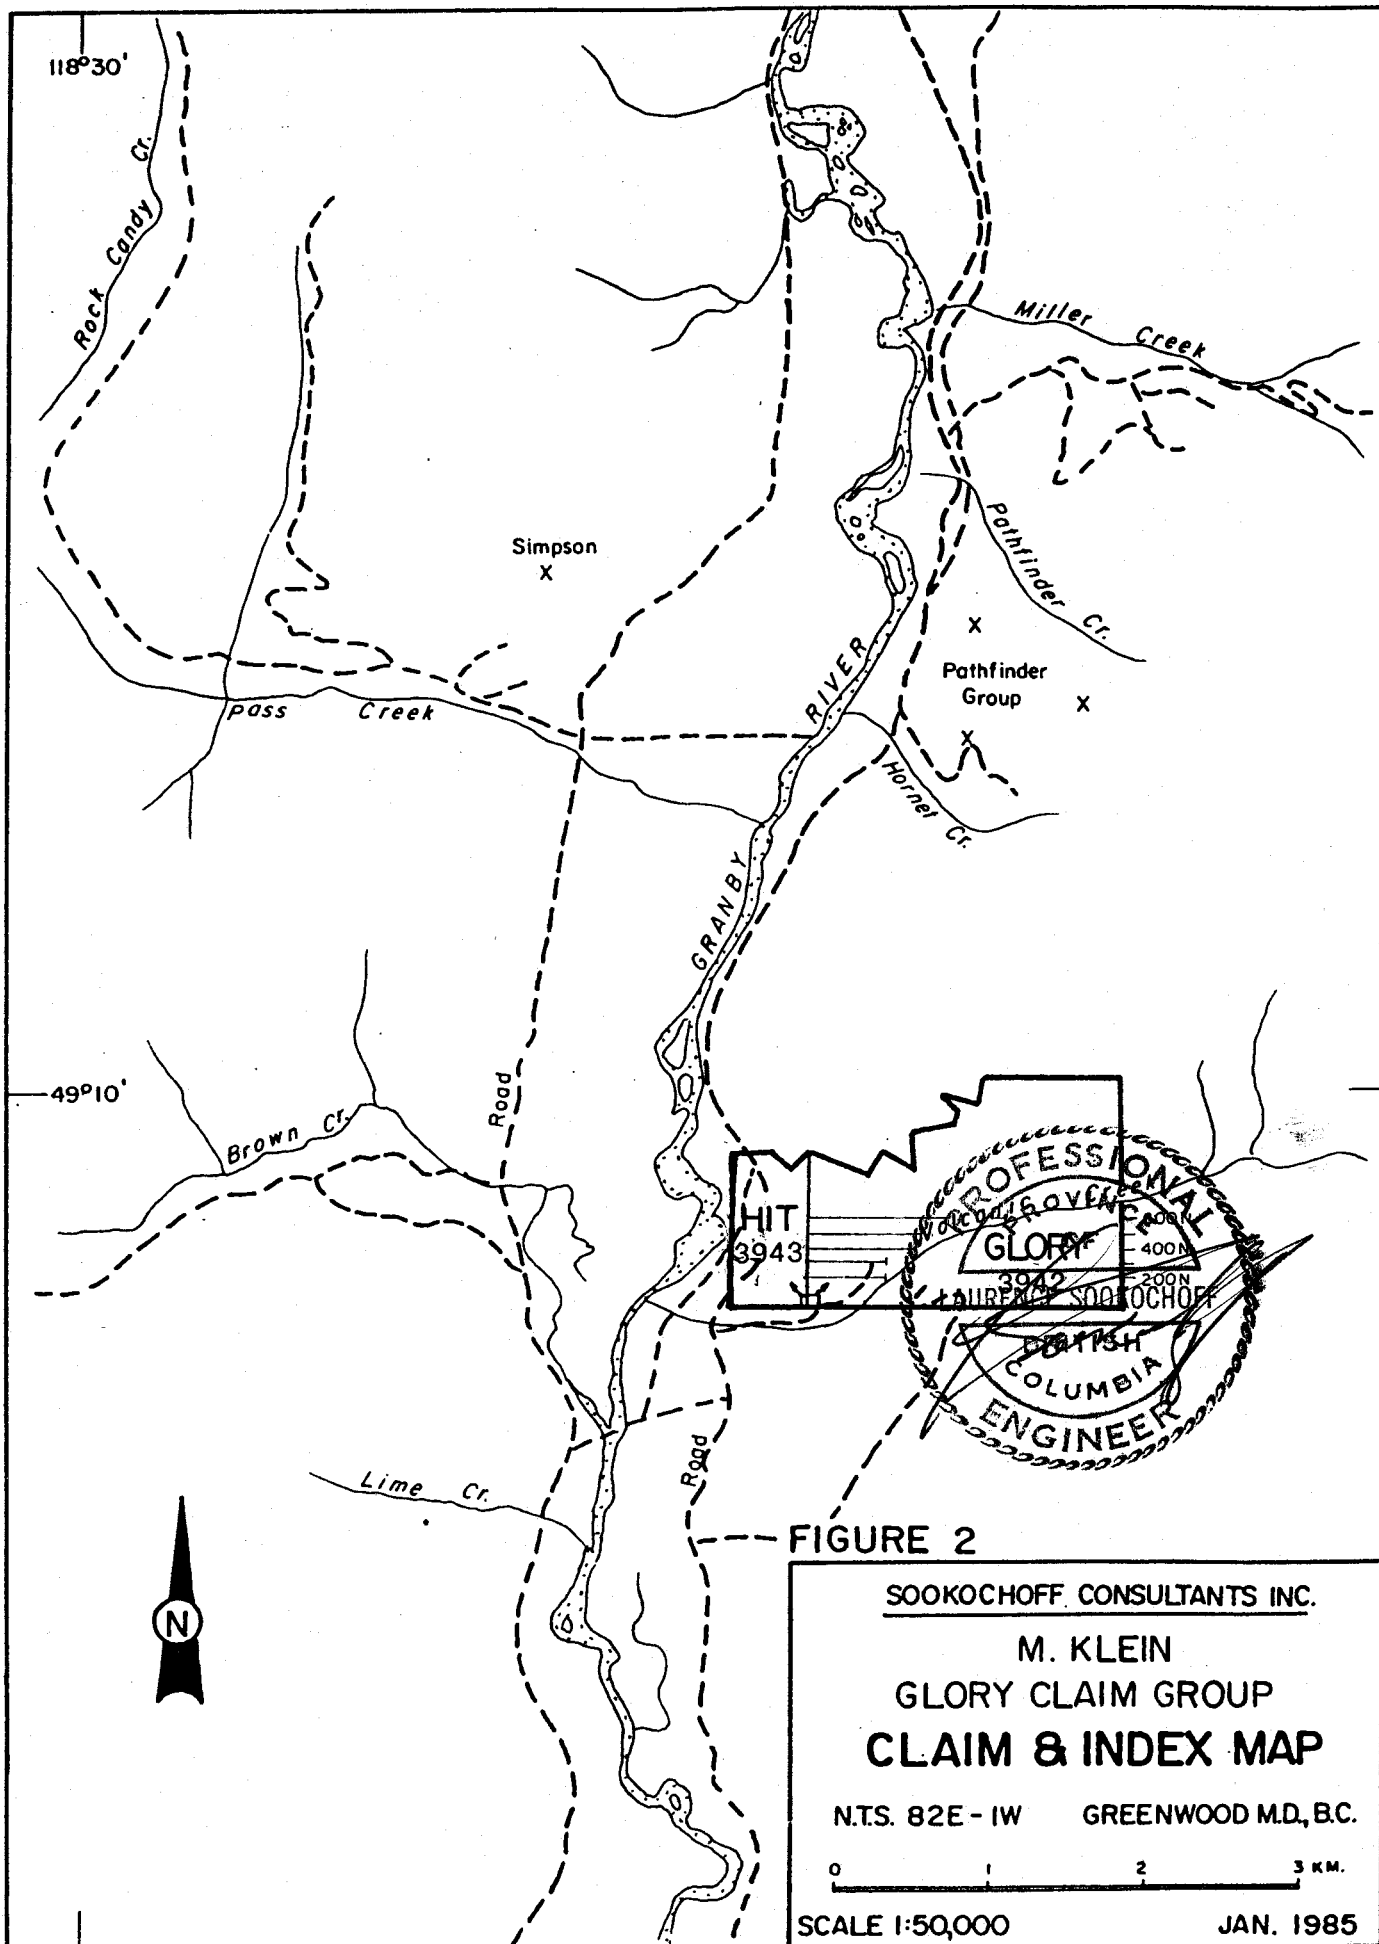 118°30'
Rock Candy Cr.
Miller Creek
Simpson
X
Pathfinder Cr.
X
Pathfinder
Group
X
X
RIVER
Pass Creek
Hornet Cr.
GRANBY
49°10'
Road
Brown Cr.
PROFESSIONAL
PROVINCE
OF
HIT
3943
GLORY
3942
400N
200N
LAURENCE SOOKOCHOFF
BRITISH
COLUMBIA
ENGINEER
Road
Lime Cr.
N
FIGURE 2
SOOKOCHOFF CONSULTANTS INC.
M. KLEIN
GLORY CLAIM GROUP
CLAIM & INDEX MAP
N.T.S. 82E-1W GREENWOOD M.D., B.C.
0 1 2 3 KM.
SCALE 1:50,000 JAN. 1985